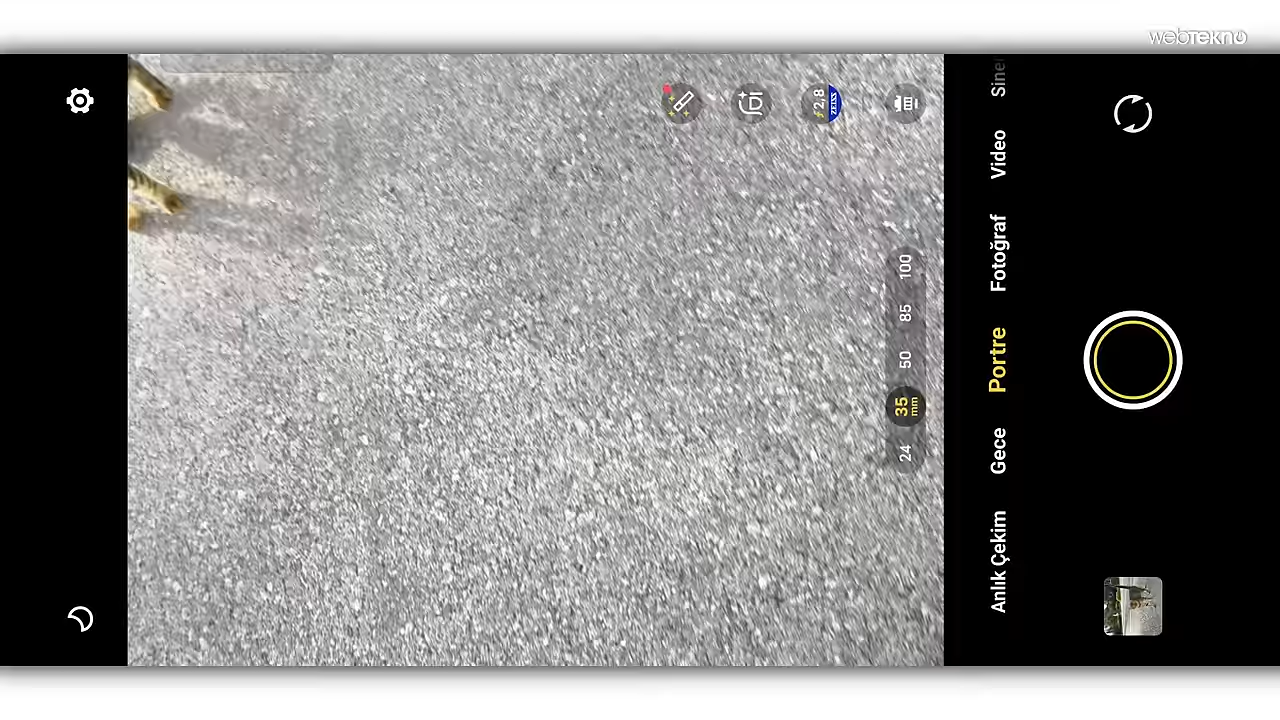 webtekno
Sine
Video
Fotoğraf
Portre
Gece
Anlık Çekim
2,8
ZEISS
100
85
50
35
mm
24